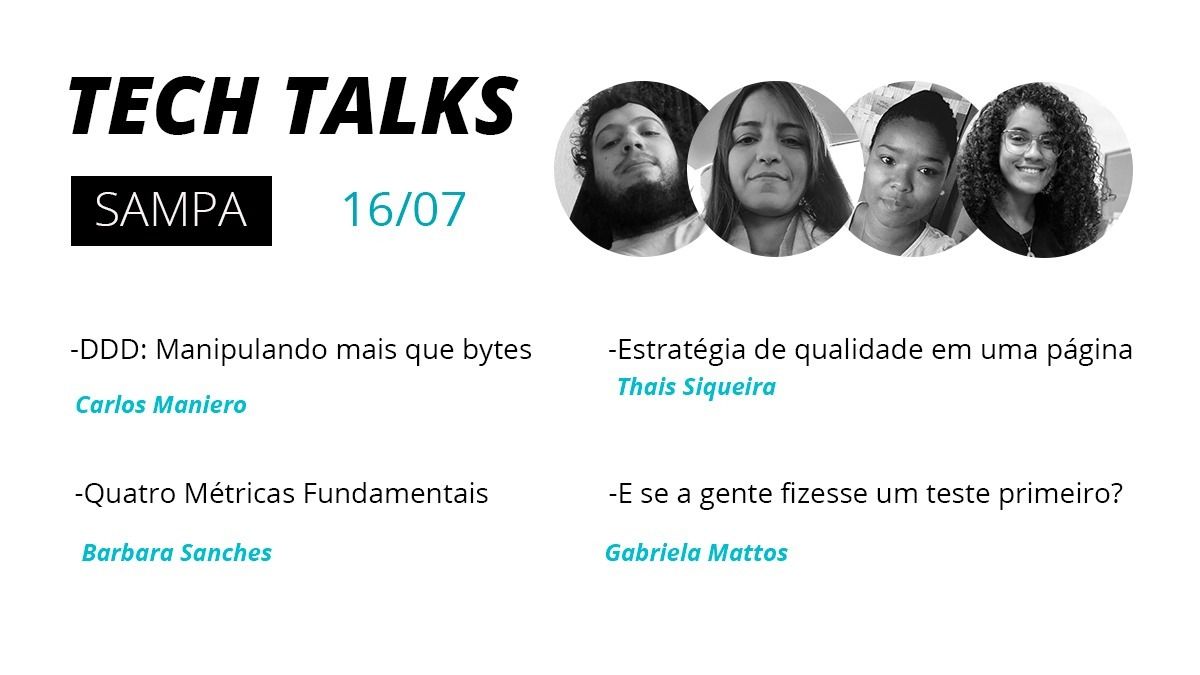 TECH TALKS
SAMPA
16/07
-DDD: Manipulando mais que bytes
Carlos Maniero
-Estratégia de qualidade em uma página
Thais Siqueira
-Quatro Métricas Fundamentais
Barbara Sanches
-E se a gente fizesse um teste primeiro?
Gabriela Mattos